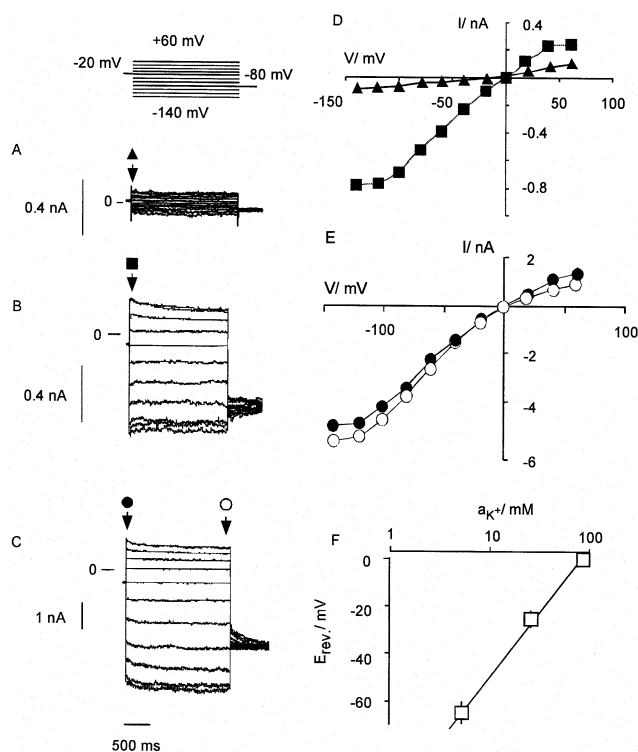 +60 mV
-20 mV
-80 mV
-140 mV
A
0.4 nA
0
B
0
0.4 nA
C
0
1 nA
500 ms
D
I/ nA
0.4
V/ mV
-150
-50
50
100
-0.4
-0.8
E
I/ nA
2
V/ mV
-100
100
-2
-4
-6
F
aK+/ mM
1
10
100
0
-20
-40
-60
Erev./ mV